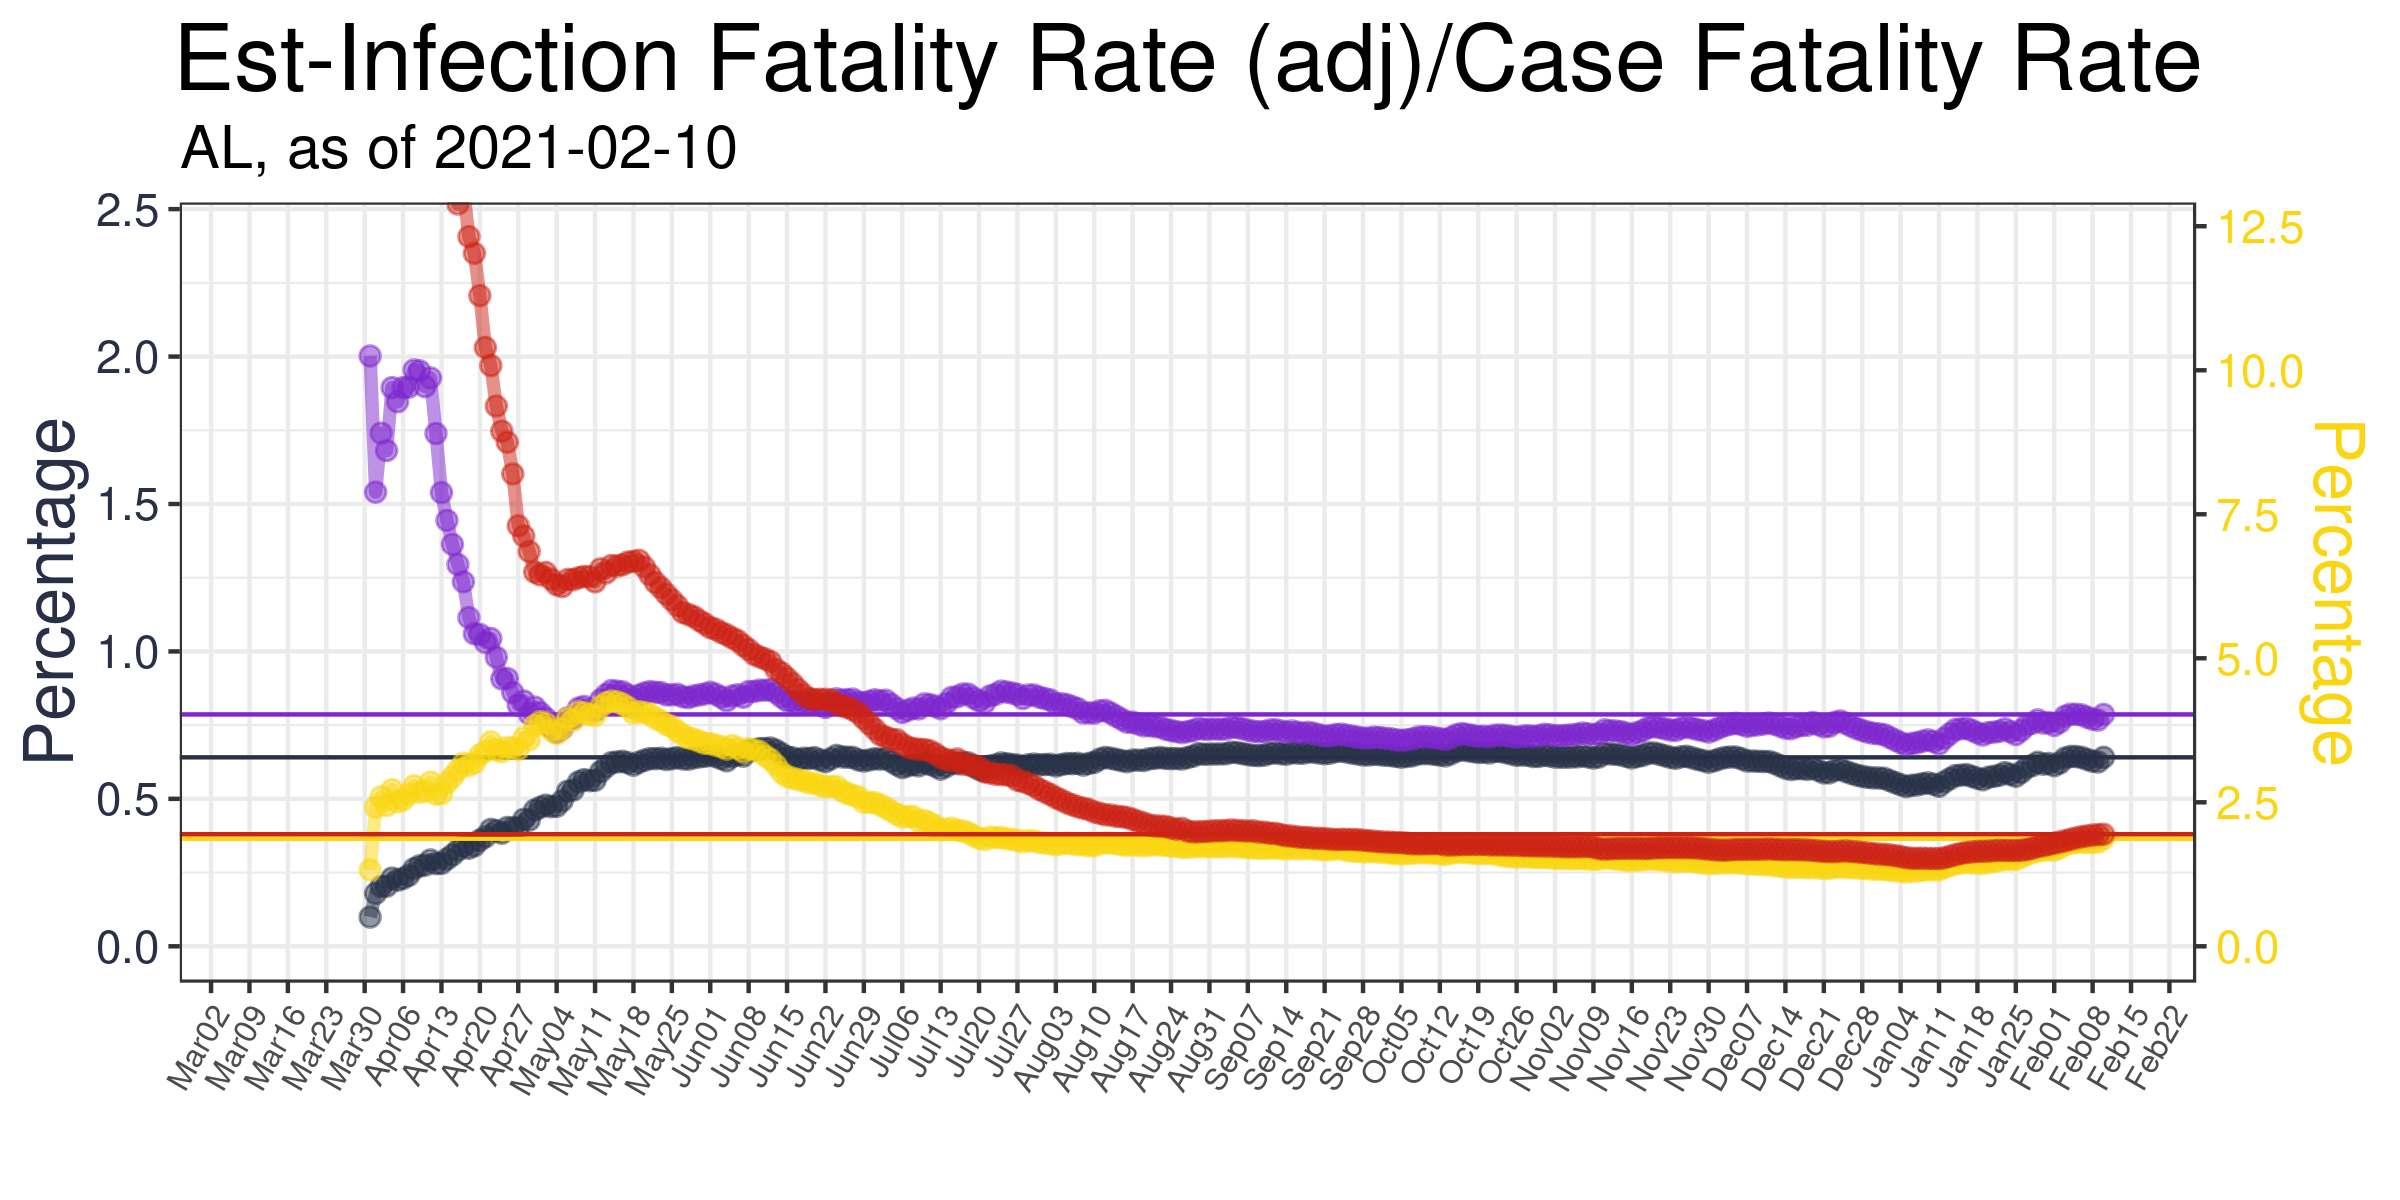 Est-Infection Fatality Rate (adj)/Case Fatality Rate
AL, as of 2021-02-10
Percentage
2.5
2.0
1.5
1.0
0.5
0.0
12.5
10.0
7.5
5.0
2.5
0.0
Percentage
Mar02 Mar09 Mar16 Mar23 Mar30 Apr06 Apr13 Apr20 Apr27 May04 May11 May18 May25 Jun01 Jun08 Jun15 Jun22 Jun29 Jul06 Jul13 Jul20 Jul27 Aug03 Aug10 Aug17 Aug24 Aug31 Sep07 Sep14 Sep21 Sep28 Oct05 Oct12 Oct19 Oct26 Nov02 Nov09 Nov16 Nov23 Nov30 Dec07 Dec14 Dec21 Dec28 Jan04 Jan11 Jan18 Jan25 Feb01 Feb08 Feb15 Feb22